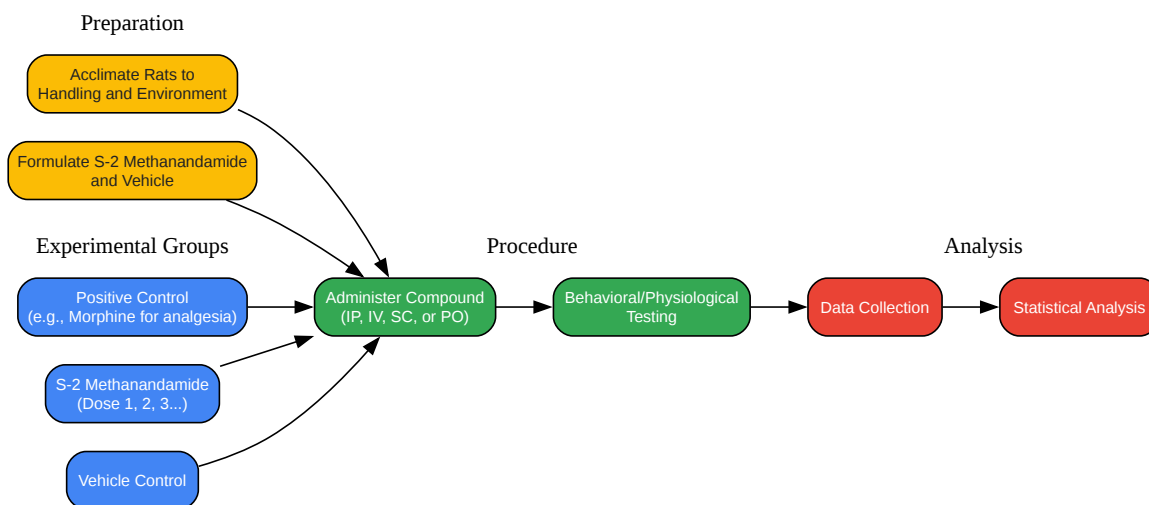 Preparation
Acclimate Rats to
Handling and Environment
Formulate S-2 Methanandamide
and Vehicle
Experimental Groups
Positive Control
(e.g., Morphine for analgesia)
S-2 Methanandamide
(Dose 1, 2, 3...)
Vehicle Control
Procedure
Administer Compound
(IP, IV, SC, or PO)
Behavioral/Physiological
Testing
Analysis
Data Collection
Statistical Analysis